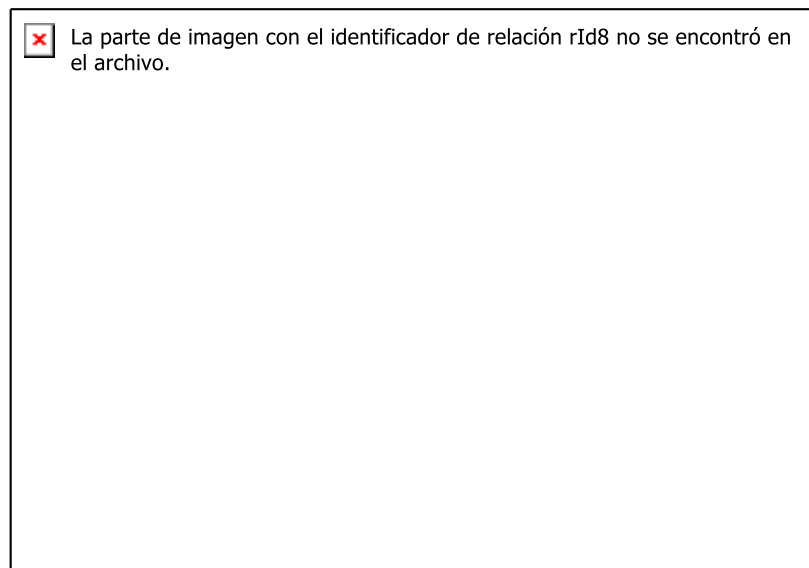 La parte de imagen con el identificador de relación rId8 no se encontró en
el archivo.